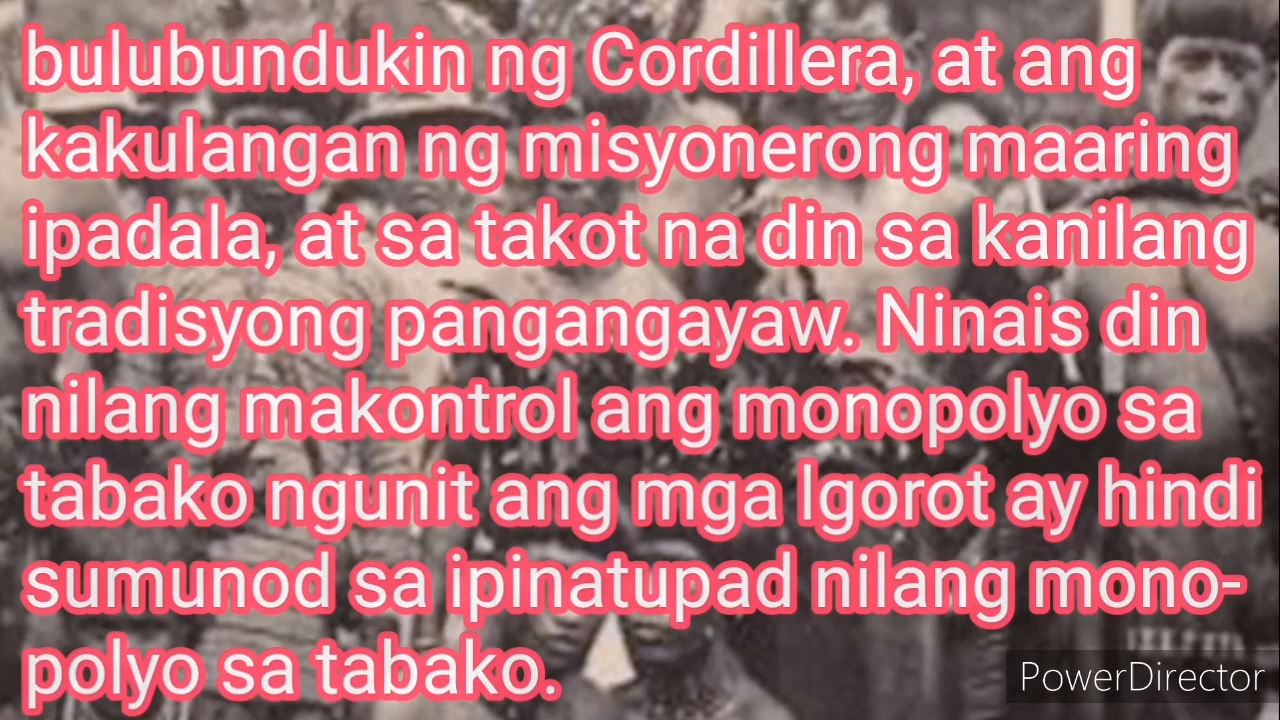 bulubundukin ng Cordillera, at ang
kakulangan ng misyonerong maaring
ipadala, at sa takot na din sa kanilang
tradisyong pangangayaw. Ninais din
nilang makontrol ang monopolyo sa
tabako ngunit ang mga Igorot ay hindi
sumunod sa ipinatupad nilang mono-
polyo sa tabako.
PowerDirector